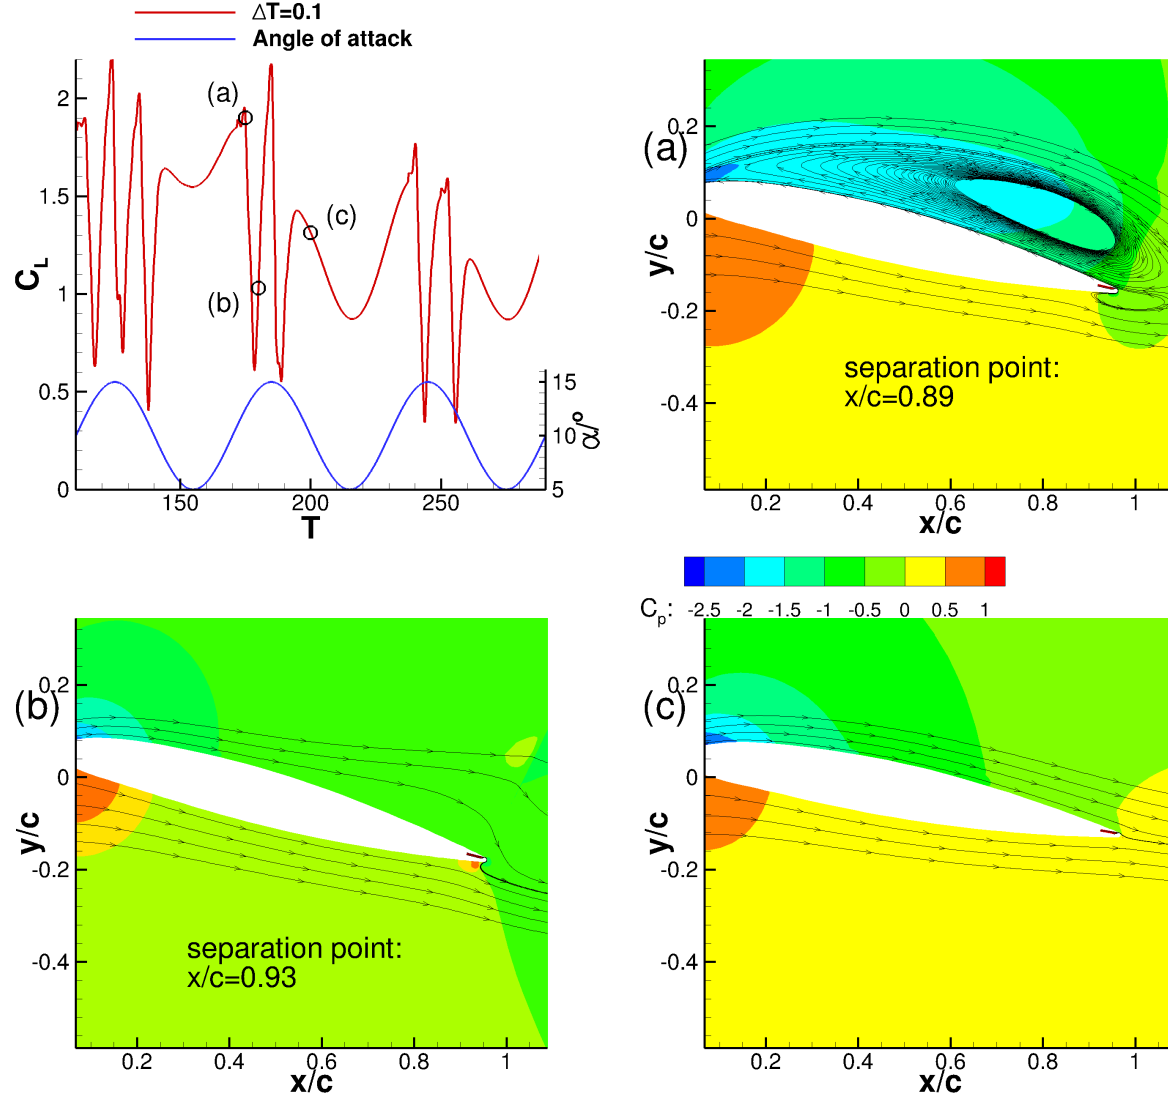 ΔT=0.1
Angle of attack
2
1.5
1
0.5
0
C_L
(a)
(b)
(c)
15
10
5
α/°
150 200 250
T
(a)
0.2
0
-0.2
-0.4
y/c
separation point:
x/c=0.89
0.2 0.4 0.6 0.8 1
x/c
C_p: -2.5 -2 -1.5 -1 -0.5 0 0.5 1
(b)
0.2
0
-0.2
-0.4
y/c
separation point:
x/c=0.93
0.2 0.4 0.6 0.8 1
x/c
(c)
0.2
0
-0.2
-0.4
y/c
0.2 0.4 0.6 0.8 1
x/c